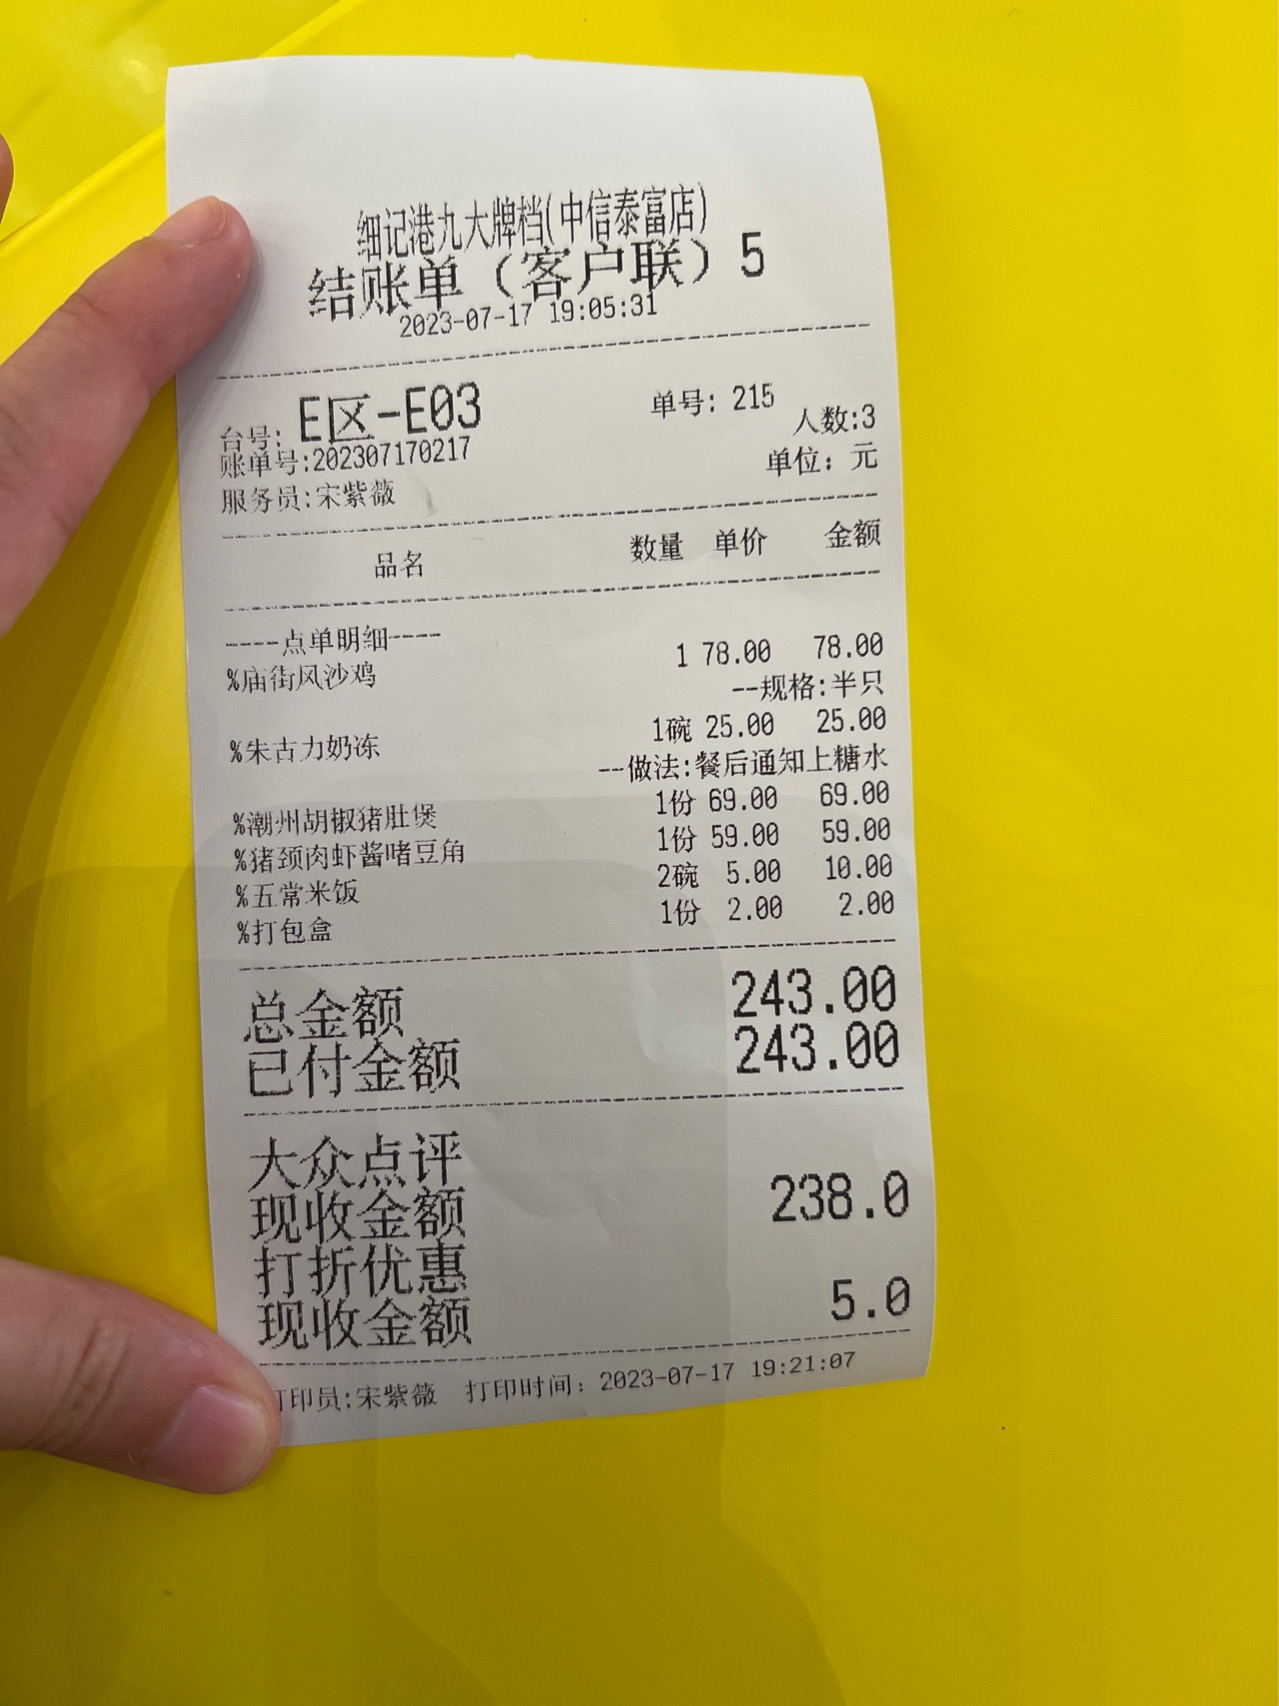 细记港九大牌档(中信泰富店)
结账单（客户联）5
2023-07-17 19:05:31
台号: E区-E03 单号: 215
账单号:202307170217 人数:3
服务员:宋紫薇 单位: 元
品名 数量 单价 金额
----点单明细----
%庙街风沙鸡 1 78.00 78.00
--规格:半只
%朱古力奶冻 1碗 25.00 25.00
--做法:餐后通知上糖水
%潮州胡椒猪肚煲 1份 69.00 69.00
%猪颈肉虾酱啫豆角 1份 59.00 59.00
%五常米饭 2碗 5.00 10.00
%打包盒 1份 2.00 2.00
总金额 243.00
已付金额 243.00
大众点评
现收金额 238.0
打折优惠
现收金额 5.0
打印员:宋紫薇 打印时间: 2023-07-17 19:21:07